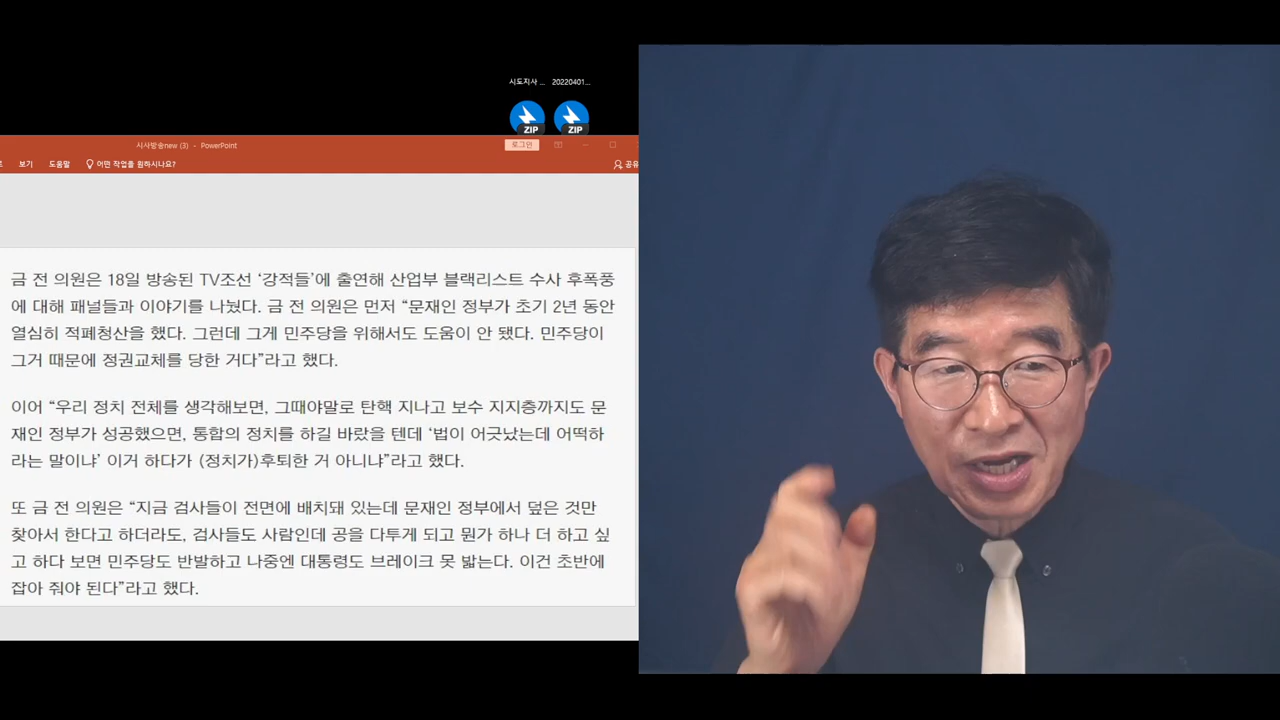 시도지사 ... 20220401...
ZIP ZIP
시사방송new (3) - PowerPoint
로그인
보기 도움말 어떤 작업을 원하시나요?
공유
금 전 의원은 18일 방송된 TV조선 ‘강적들’에 출연해 산업부 블랙리스트 수사 후폭풍
에 대해 패널들과 이야기를 나눴다. 금 전 의원은 먼저 “문재인 정부가 초기 2년 동안
열심히 적폐청산을 했다. 그런데 그게 민주당을 위해서도 도움이 안 됐다. 민주당이
그거 때문에 정권교체를 당한 거다”라고 했다.
이어 “우리 정치 전체를 생각해보면, 그때야말로 탄핵 지나고 보수 지지층까지도 문
재인 정부가 성공했으면, 통합의 정치를 하길 바랐을 텐데 ‘법이 어긋났는데 어떡하
라는 말이냐’ 이거 하다가 (정치가)후퇴한 거 아니냐”라고 했다.
또 금 전 의원은 “지금 검사들이 전면에 배치돼 있는데 문재인 정부에서 덮은 것만
찾아서 한다고 하더라도, 검사들도 사람인데 공을 다투게 되고 뭔가 하나 더 하고 싶
고 하다 보면 민주당도 반발하고 나중엔 대통령도 브레이크 못 밟는다. 이건 초반에
잡아 줘야 된다”라고 했다.